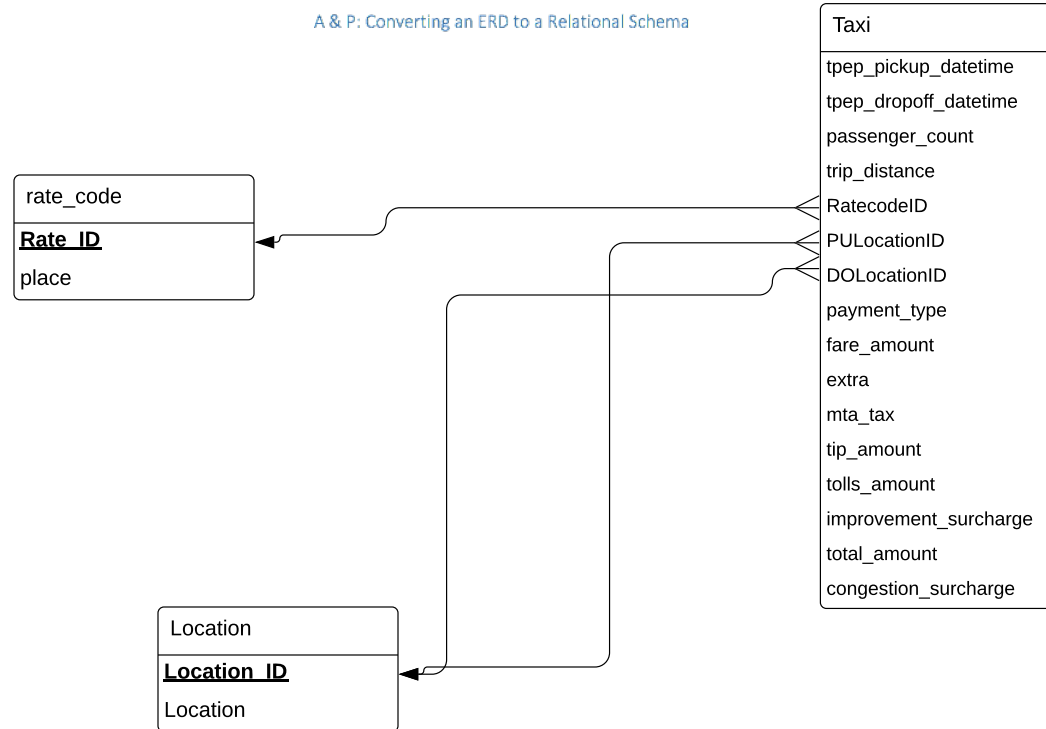 A & P: Converting an ERD to a Relational Schema
Taxi
tpep_pickup_datetime
tpep_dropoff_datetime
passenger_count
trip_distance
RatecodeID
PULocationID
DOLocationID
payment_type
fare_amount
extra
mta_tax
tip_amount
tolls_amount
improvement_surcharge
total_amount
congestion_surcharge
rate_code
Rate_ID
place
Location
Location_ID
Location